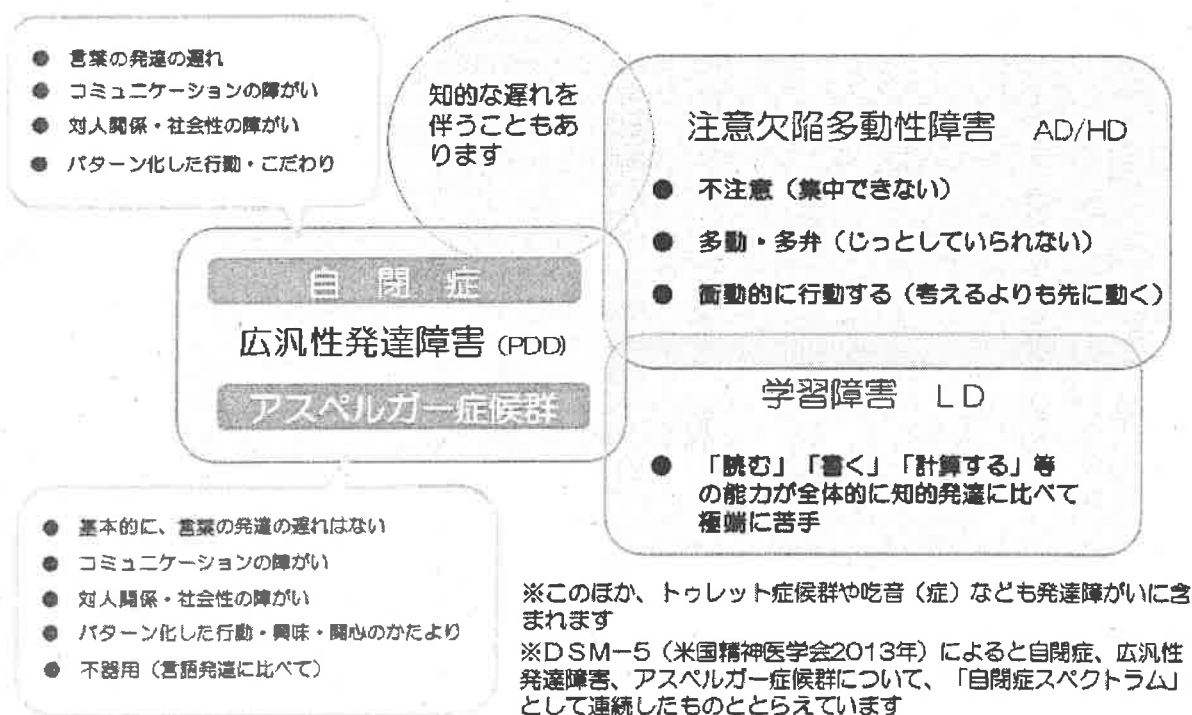 ● 言葉の発達の遅れ
● コミュニケーションの障がい
● 対人関係・社会性の障がい
● パターン化した行動・こだわり
知的な遅れを
伴うこともあ
ります
注意欠陥多動性障害 AD/HD
● 不注意（集中できない）
● 多動・多弁（じっとしていられない）
● 衝動的に行動する（考えるよりも先に動く）
自 閉 症
広汎性発達障害 (PDD)
アスペルガー症候群
学習障害 LD
● 「読む」「書く」「計算する」等
の能力が全体的に知的発達に比べて
極端に苦手
● 基本的に、言葉の発達の遅れはない
● コミュニケーションの障がい
● 対人関係・社会性の障がい
● パターン化した行動・興味・関心のかたより
● 不器用（言語発達に比べて）
※このほか、トゥレット症候群や吃音（症）なども発達障がいに含
まれます
※DSM－5（米国精神医学会2013年）によると自閉症、広汎性
発達障害、アスペルガー症候群について、「自閉症スペクトラム」
として連続したものととらえています